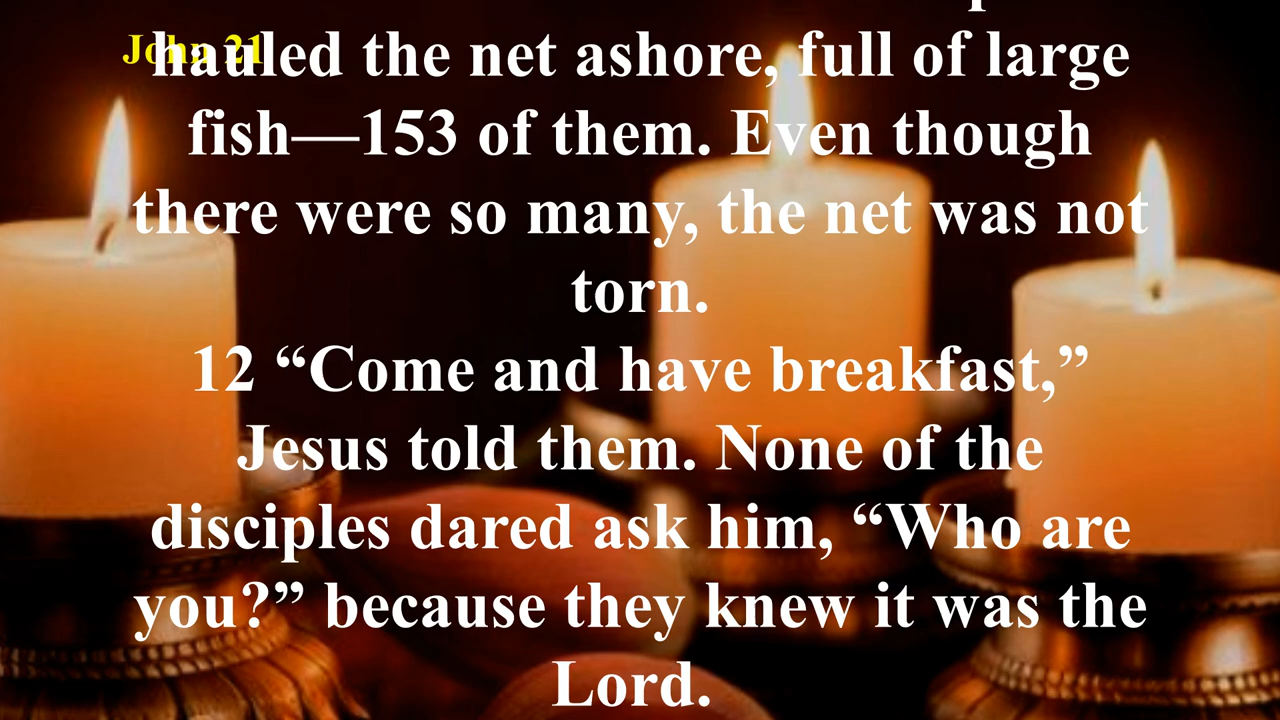 John 21
hauled the net ashore, full of large
fish—153 of them. Even though
there were so many, the net was not
torn.
12 “Come and have breakfast,”
Jesus told them. None of the
disciples dared ask him, “Who are
you?” because they knew it was the
Lord.